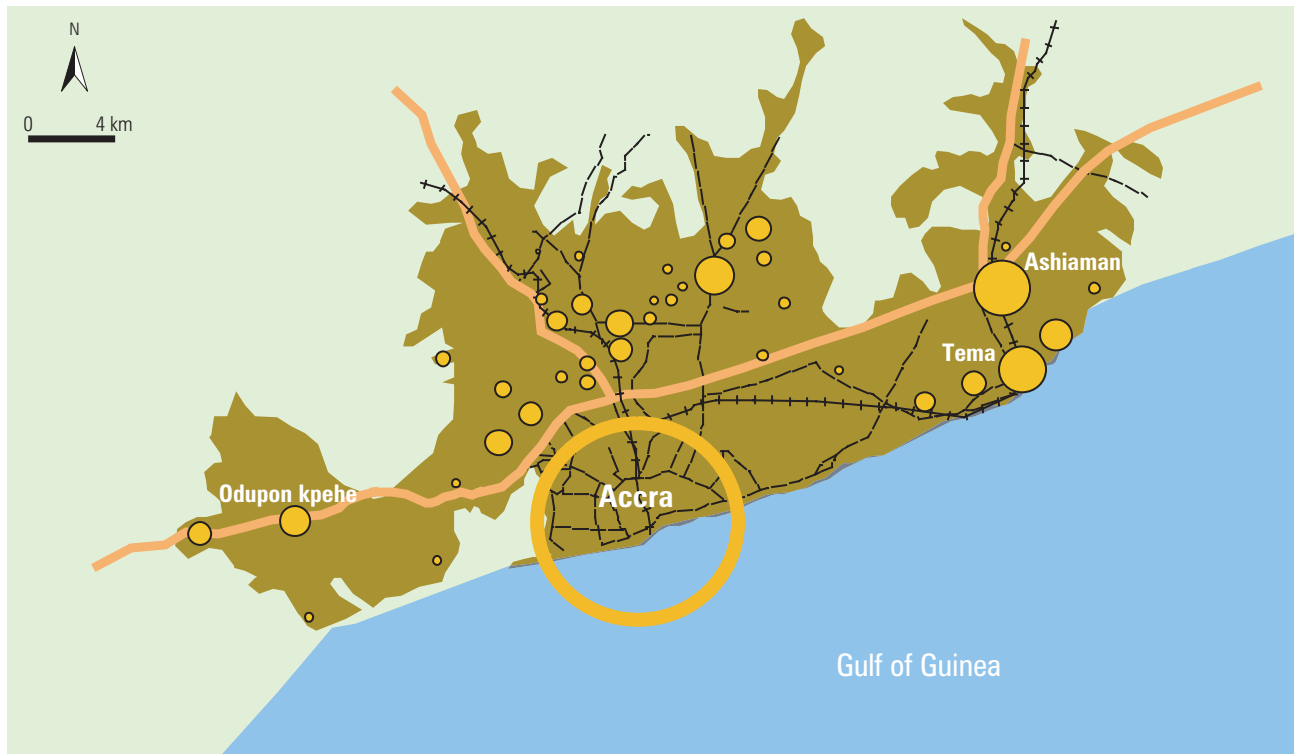 N
0 4 km
Ashiaman
Tema
Odupon kpehe
Accra
Gulf of Guinea